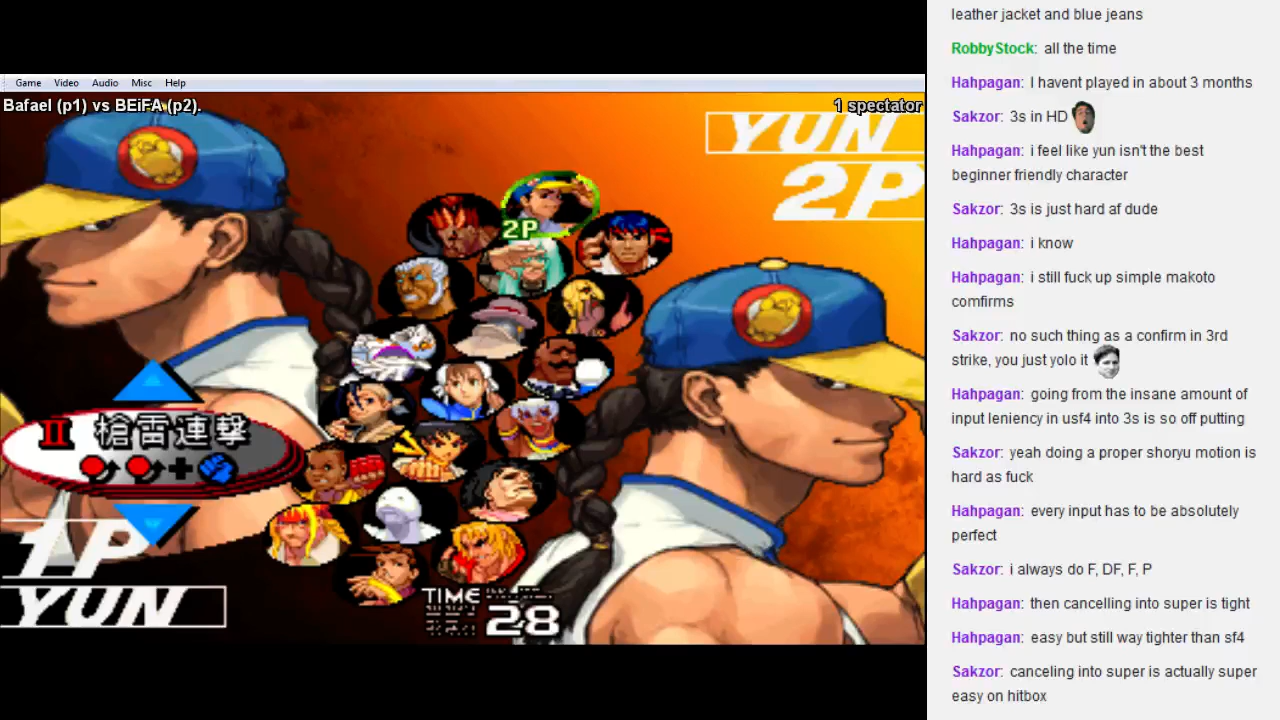 Game Video Audio Misc Help
Bafael (p1) vs BEiFA (p2).
1 spectator
YUN
2P
2P
II 槍雷連撃
1P
YUN
TIME
28
leather jacket and blue jeans
RobbyStock: all the time
Hahpagan: I havent played in about 3 months
Sakzor: 3s in HD
Hahpagan: i feel like yun isn't the best
beginner friendly character
Sakzor: 3s is just hard af dude
Hahpagan: i know
Hahpagan: i still fuck up simple makoto
comfirms
Sakzor: no such thing as a confirm in 3rd
strike, you just yolo it
Hahpagan: going from the insane amount of
input leniency in usf4 into 3s is so off putting
Sakzor: yeah doing a proper shoryu motion is
hard as fuck
Hahpagan: every input has to be absolutely
perfect
Sakzor: i always do F, DF, F, P
Hahpagan: then cancelling into super is tight
Hahpagan: easy but still way tighter than sf4
Sakzor: canceling into super is actually super
easy on hitbox